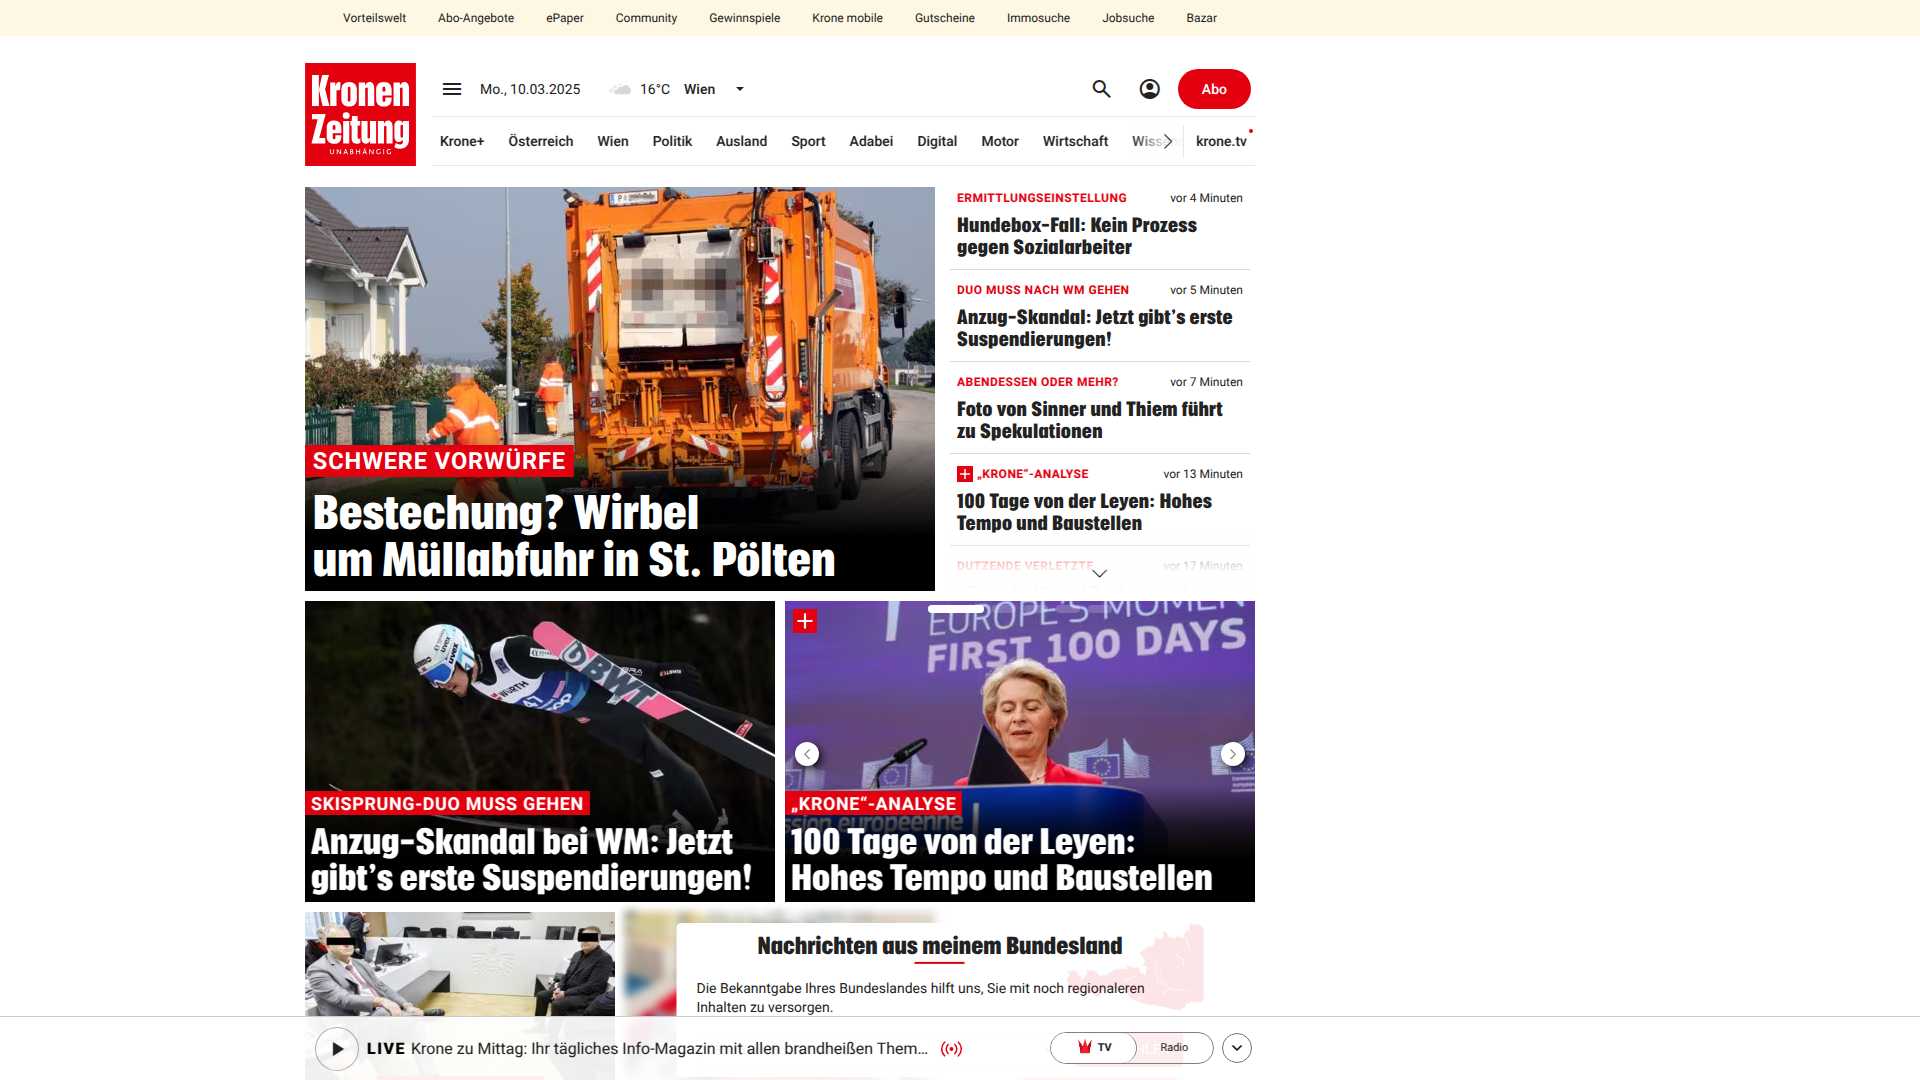 Vorteilswelt Abo-Angebote ePaper Community Gewinnspiele Krone mobile Gutscheine Immosuche Jobsuche Bazar
Kronen
Zeitung
UNABHÄNGIG
Mo., 10.03.2025 16°C Wien
Abo
Krone+ Österreich Wien Politik Ausland Sport Adabei Digital Motor Wirtschaft krone.tv
SCHWERE VORWÜRFE
Bestechung? Wirbel
um Müllabfuhr in St. Pölten
ERMITTLUNGSEINSTELLUNG vor 4 Minuten
Hundebox-Fall: Kein Prozess
gegen Sozialarbeiter
DUO MUSS NACH WM GEHEN vor 5 Minuten
Anzug-Skandal: Jetzt gibt’s erste
Suspendierungen!
ABENDESSEN ODER MEHR? vor 7 Minuten
Foto von Sinner und Thiem führt
zu Spekulationen
„KRONE“-ANALYSE vor 13 Minuten
100 Tage von der Leyen: Hohes
Tempo und Baustellen
DUTZENDE VERLETZTE vor 17 Minuten
uvex
WÜRTH
47
BWT
SKISPRUNG-DUO MUSS GEHEN
Anzug-Skandal bei WM: Jetzt
gibt’s erste Suspendierungen!
EUROPE'S MOMEN
FIRST 100 DAYS
ssion européenne
„KRONE“-ANALYSE
100 Tage von der Leyen:
Hohes Tempo und Baustellen
Nachrichten aus meinem Bundesland
Die Bekanntgabe Ihres Bundeslandes hilft uns, Sie mit noch regionaleren
Inhalten zu versorgen.
LIVE Krone zu Mittag: Ihr tägliches Info-Magazin mit allen brandheißen Them...
TV Radio